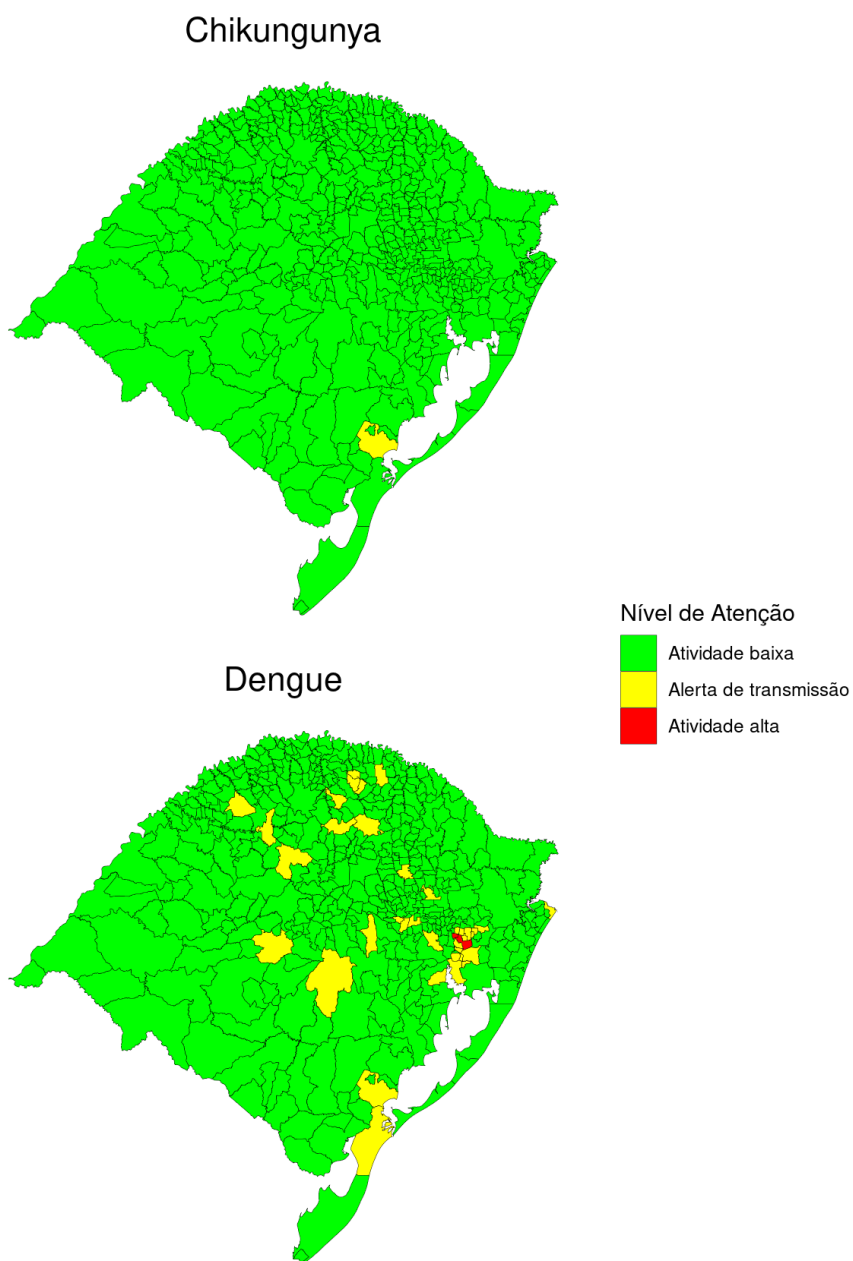 Chikungunya
Nível de Atenção
Atividade baixa
Alerta de transmissão
Atividade alta
Dengue